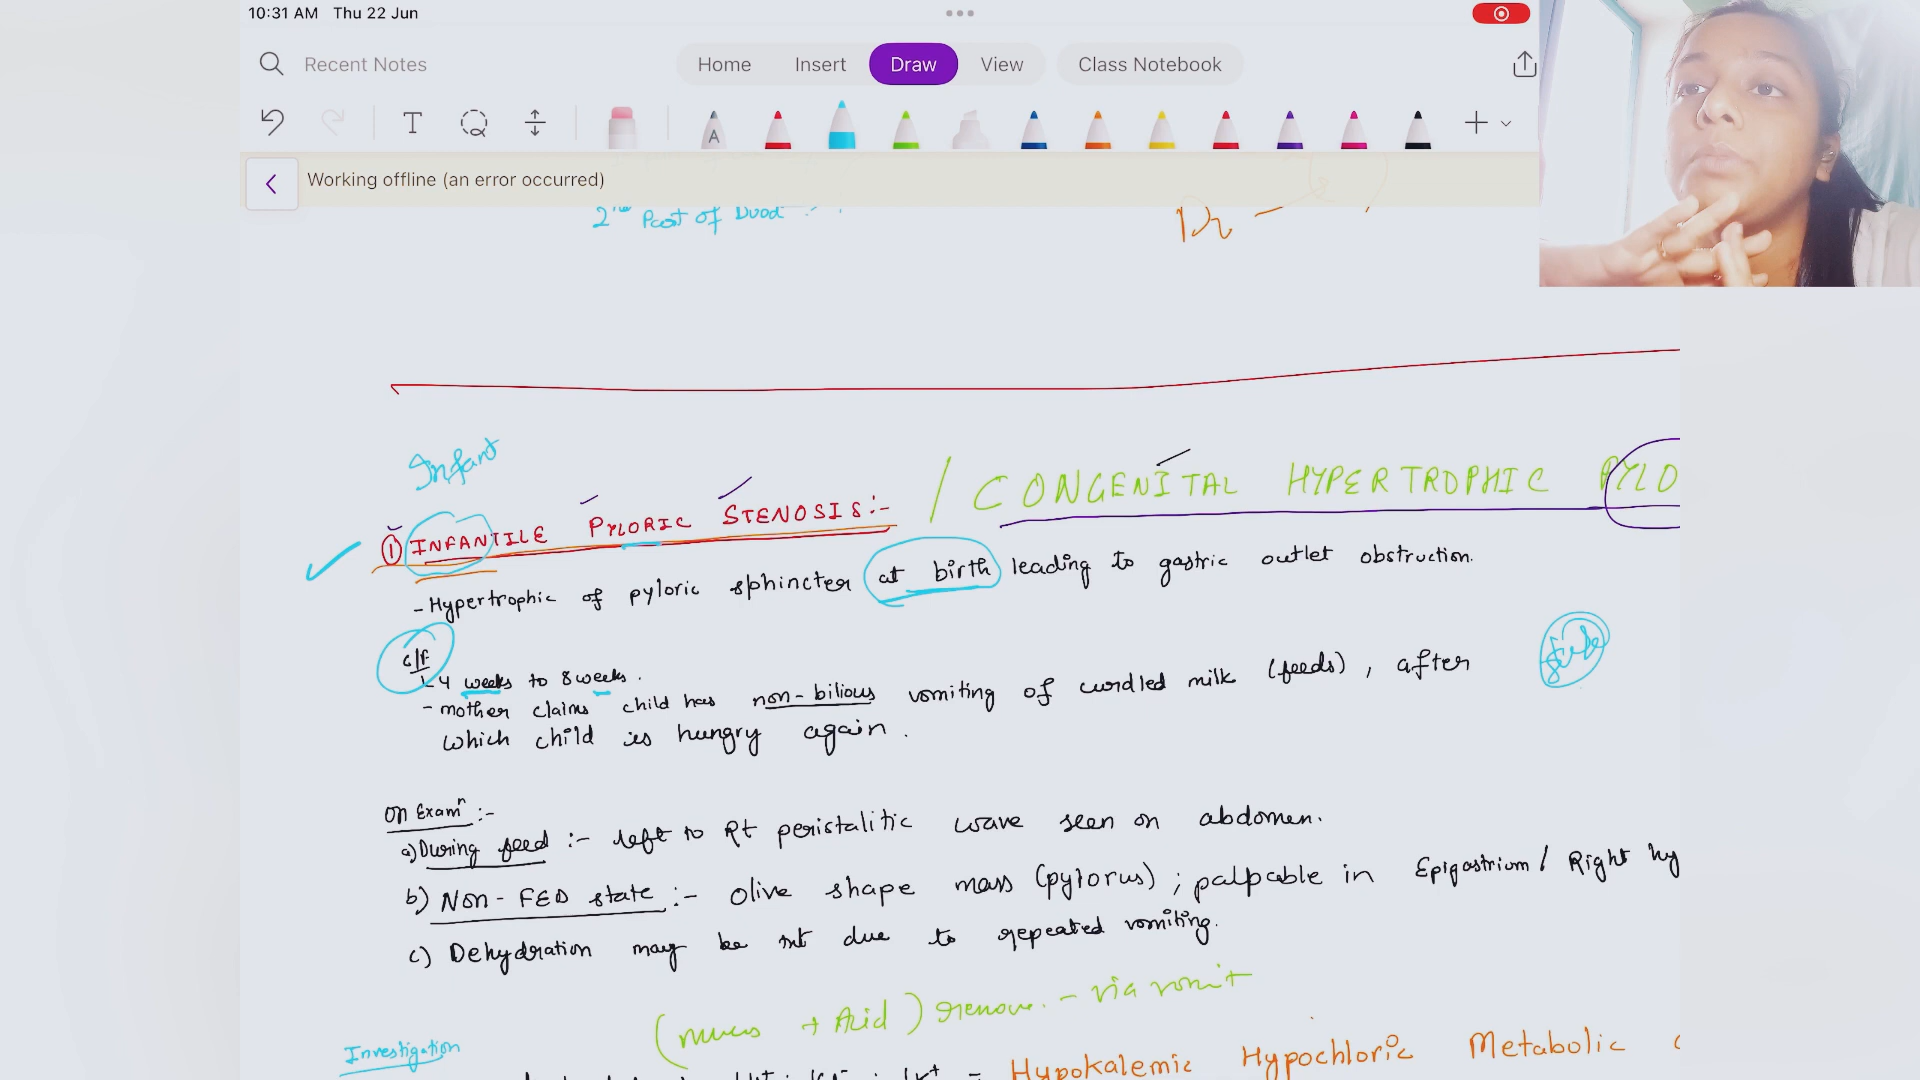 10:31 AM Thu 22 Jun
Recent Notes
Home Insert Draw View Class Notebook
T A
Working offline (an error occurred)
2nd Part of Duod
Infant
① INFANTILE PYLORIC STENOSIS:- / CONGENITAL HYPERTROPHIC PYLO
- Hypertrophic of pyloric sphincter at birth leading to gastric outlet obstruction.
c/f
4 weeks to 8 weeks.
- mother claims child has non-bilious vomiting of curdled milk (feeds), after
which child is hungry again.
On Examn :-
a) During feed :- left to Rt peristalitic wave seen on abdomen.
b) Non-FED state :- Olive shape mass (pylorus) ; palpable in Epigastrium / Right hy
c) Dehydration may be due to repeated vomiting.
(mucus + Acid) remove. - via vomit
Investigation
Hypokalemic Hypochloric Metabolic